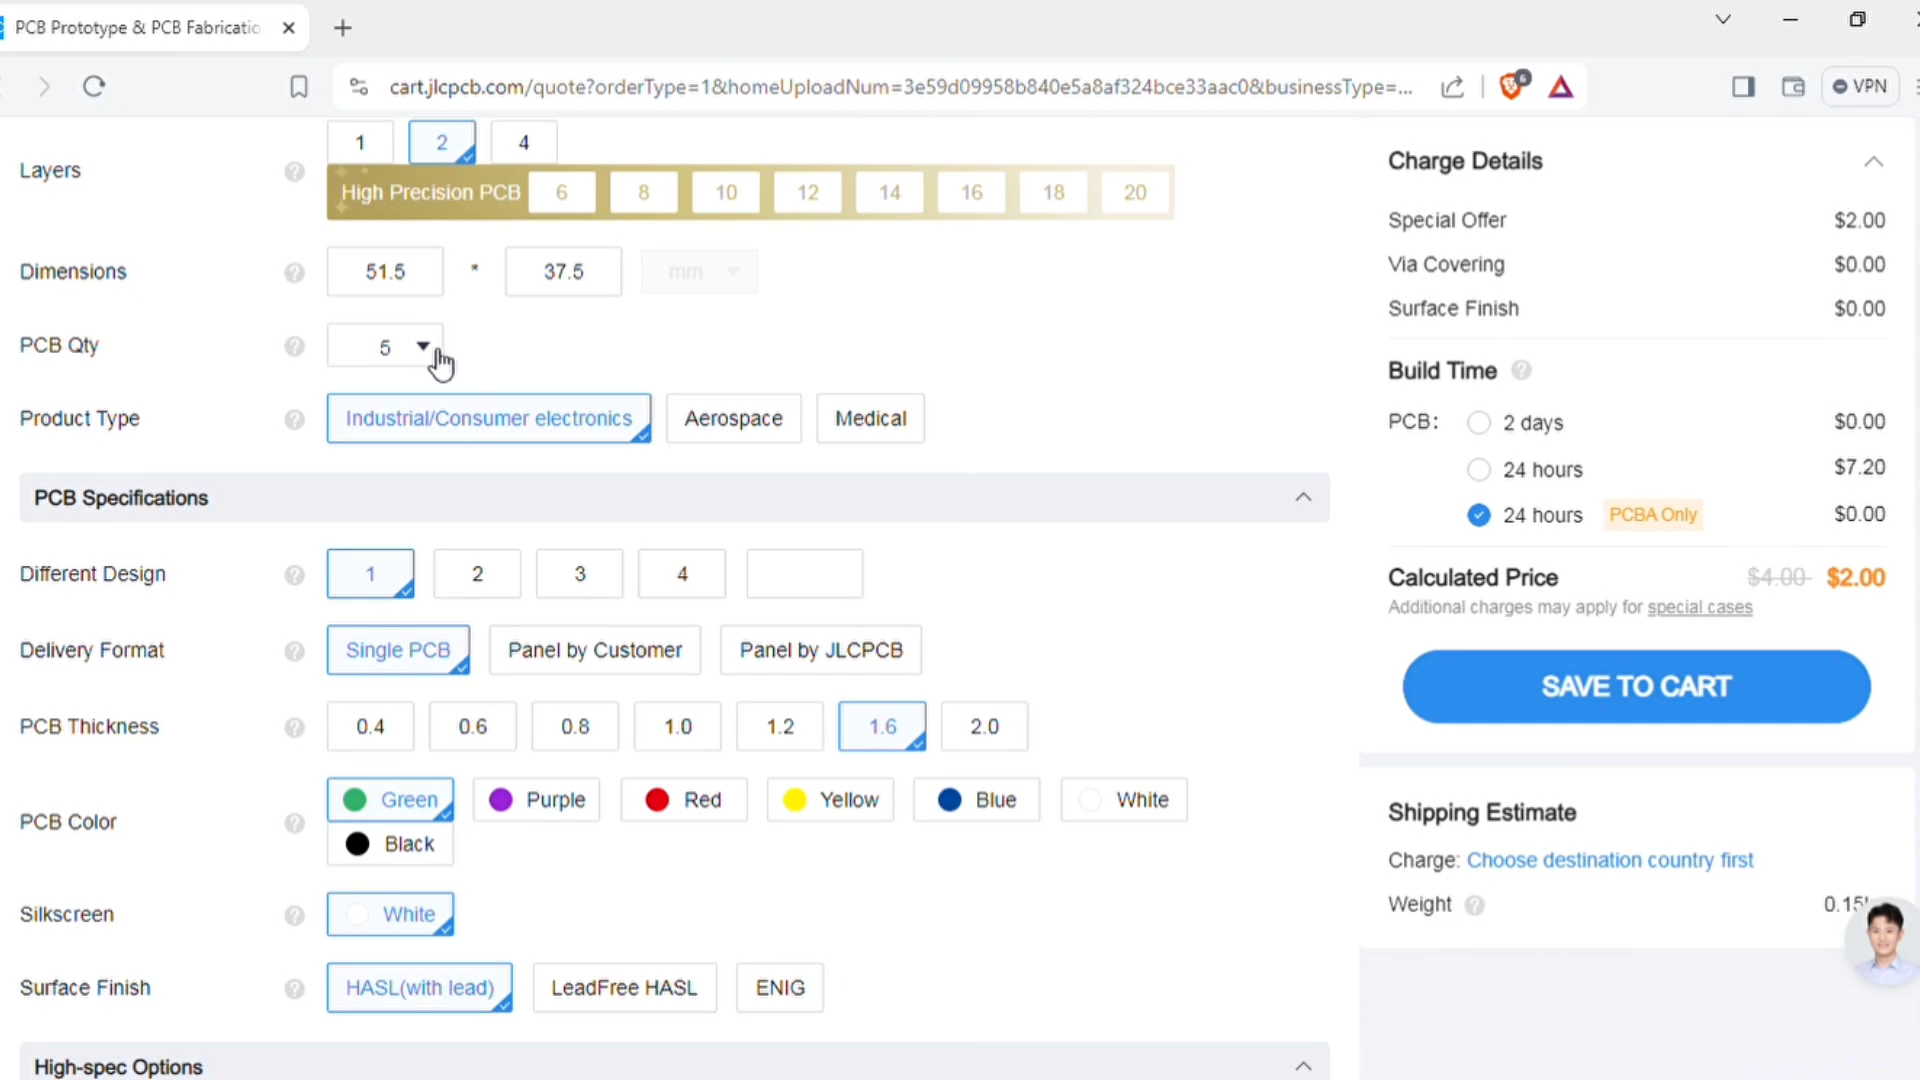 PCB Prototype & PCB Fabricatio
cart.jlcpcb.com/quote?orderType=1&homeUploadNum=3e59d09958b840e5a8af324bce33aac0&businessType=...
6
VPN
Layers
?
1
2
4
High Precision PCB
6
8
10
12
14
16
18
20
Dimensions
?
51.5
*
37.5
mm
PCB Qty
?
5
Product Type
?
Industrial/Consumer electronics
Aerospace
Medical
PCB Specifications
Different Design
?
1
2
3
4
Delivery Format
?
Single PCB
Panel by Customer
Panel by JLCPCB
PCB Thickness
?
0.4
0.6
0.8
1.0
1.2
1.6
2.0
PCB Color
?
Green
Purple
Red
Yellow
Blue
White
Black
Silkscreen
?
White
Surface Finish
?
HASL(with lead)
LeadFree HASL
ENIG
High-spec Options
Charge Details
Special Offer
$2.00
Via Covering
$0.00
Surface Finish
$0.00
Build Time
?
PCB:
2 days
$0.00
24 hours
$7.20
24 hours
PCBA Only
$0.00
Calculated Price
$4.00
$2.00
Additional charges may apply for special cases
SAVE TO CART
Shipping Estimate
Charge: Choose destination country first
Weight
?
0.15